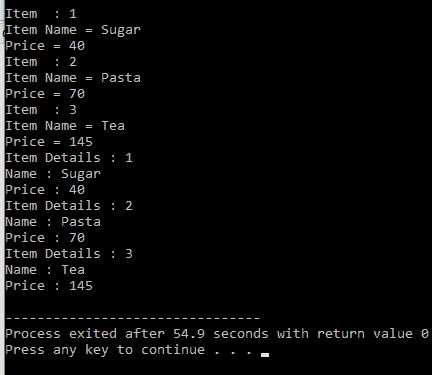 Item  : 1
Item Name = Sugar
Price = 40
Item  : 2
Item Name = Pasta
Price = 70
Item  : 3
Item Name = Tea
Price = 145
Item Details : 1
Name : Sugar
Price : 40
Item Details : 2
Name : Pasta
Price : 70
Item Details : 3
Name : Tea
Price : 145
--------------------------------
Process exited after 54.9 seconds with return value 0
Press any key to continue . . .